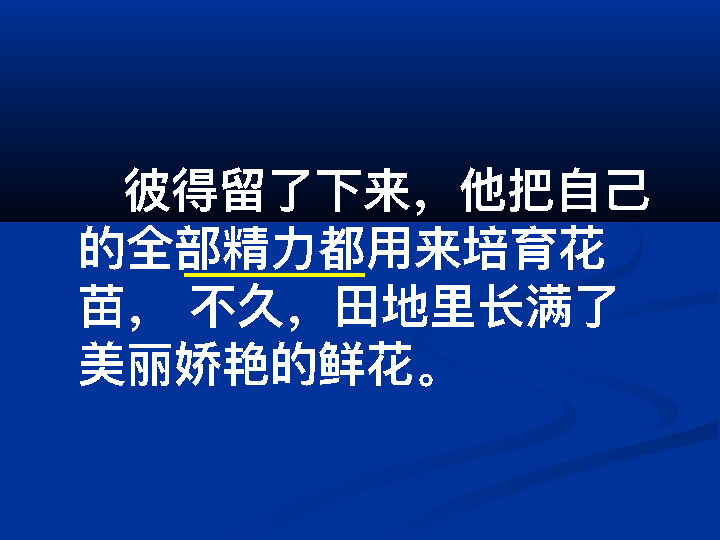 彼得留了下来，他把自己
的全部精力都用来培育花
苗， 不久，田地里长满了
美丽娇艳的鲜花。